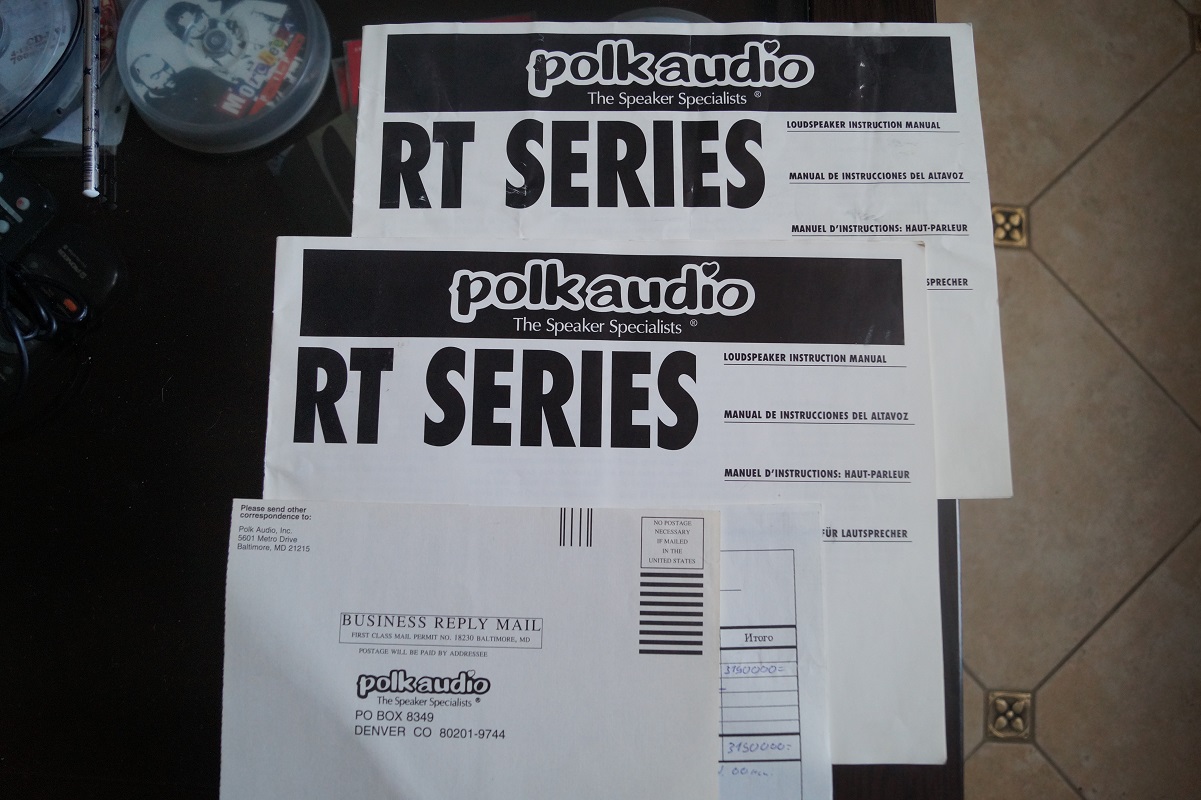 polk audio
The Speaker Specialists ®
RT SERIES
LOUDSPEAKER INSTRUCTION MANUAL
MANUAL DE INSTRUCCIONES DEL ALTAVOZ
MANUEL D'INSTRUCTIONS: HAUT-PARLEUR
SPRECHER
polk audio
The Speaker Specialists ®
RT SERIES
LOUDSPEAKER INSTRUCTION MANUAL
MANUAL DE INSTRUCCIONES DEL ALTAVOZ
MANUEL D'INSTRUCTIONS: HAUT-PARLEUR
FÜR LAUTSPRECHER
Please send other
correspondence to:
Polk Audio, Inc.
5601 Metro Drive
Baltimore, MD 21215
NO POSTAGE
NECESSARY
IF MAILED
IN THE
UNITED STATES
BUSINESS REPLY MAIL
FIRST CLASS MAIL PERMIT NO. 18230 BALTIMORE, MD
POSTAGE WILL BE PAID BY ADDRESSEE
polk audio
The Speaker Specialists ®
PO BOX 8349
DENVER CO 80201-9744
Итого
3190000=
3190000=